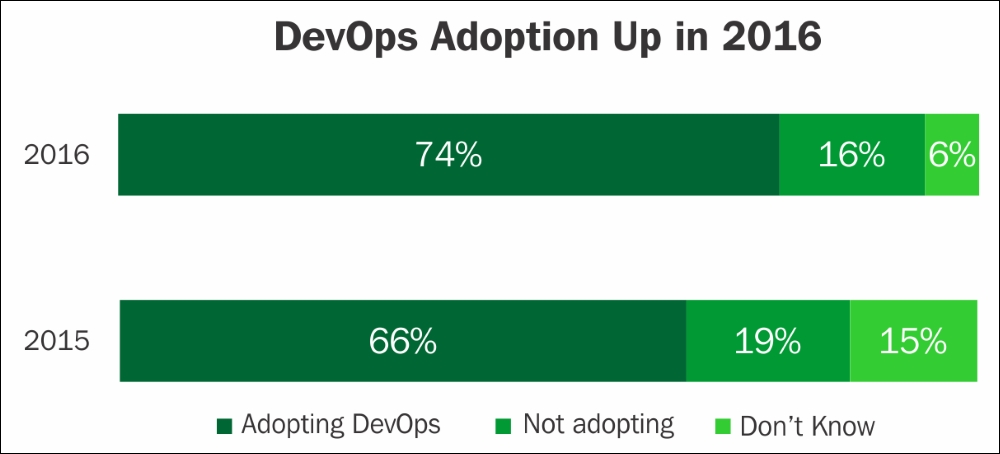 DevOps Adoption Up in 2016
2016 74% 16% 6%
2015 66% 19% 15%
Adopting DevOps Not adopting Don't Know